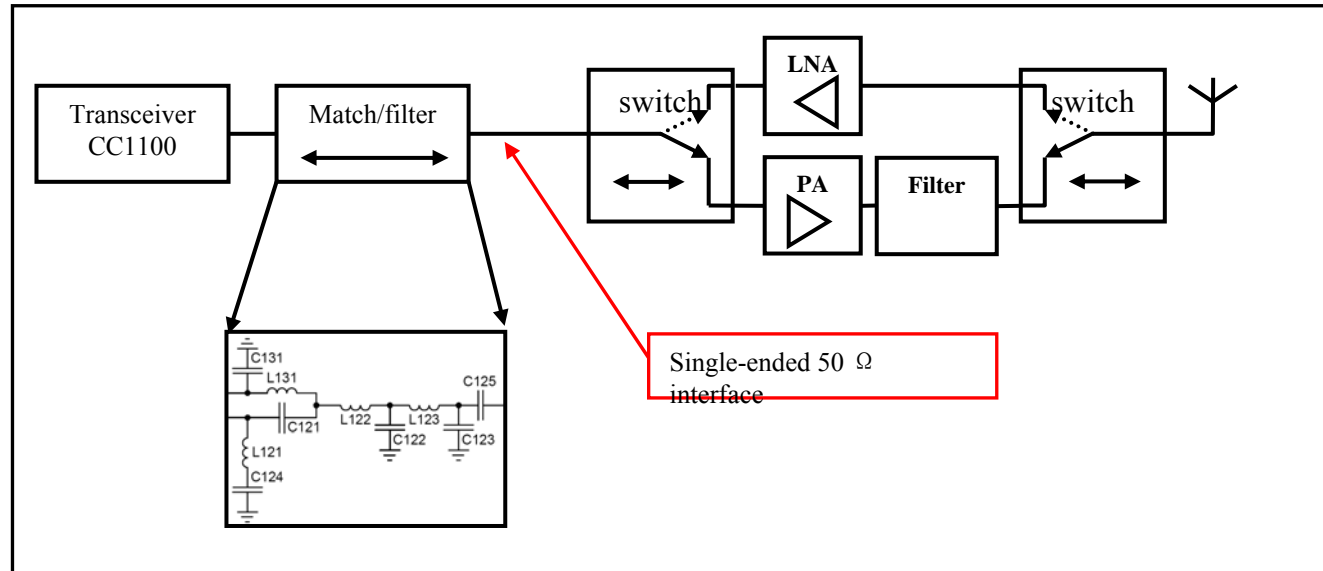 Transceiver
CC1100
Match/filter
switch
LNA
PA
Filter
switch
Single-ended 50 Ω
interface
C131
L131
C121
L121
C124
L122
C122
L123
C123
C125